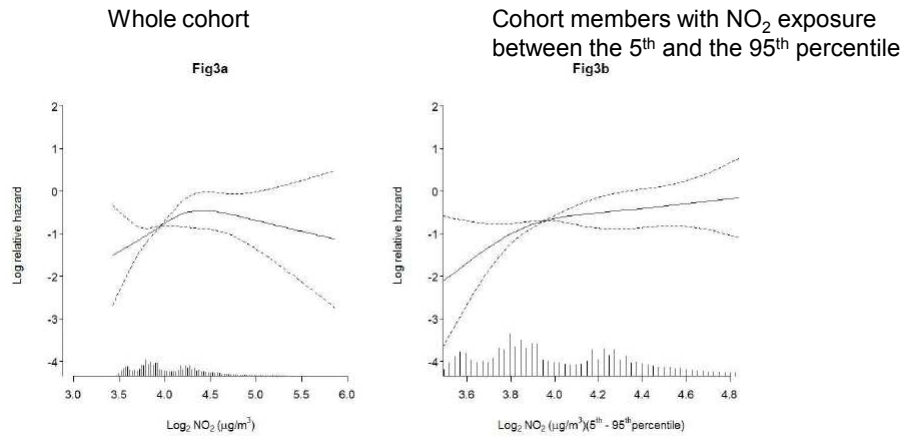 Whole cohort
Cohort members with NO₂ exposure
between the 5th and the 95th percentile
Fig3a
Fig3b
2
1
0
-1
-2
-3
-4
Log relative hazard
3.0 3.5 4.0 4.5 5.0 5.5 6.0
Log₂ NO₂ (μg/m³)
2
1
0
-1
-2
-3
-4
Log relative hazard
3.6 3.8 4.0 4.2 4.4 4.6 4.8
Log₂ NO₂ (μg/m³)(5th - 95th percentile)